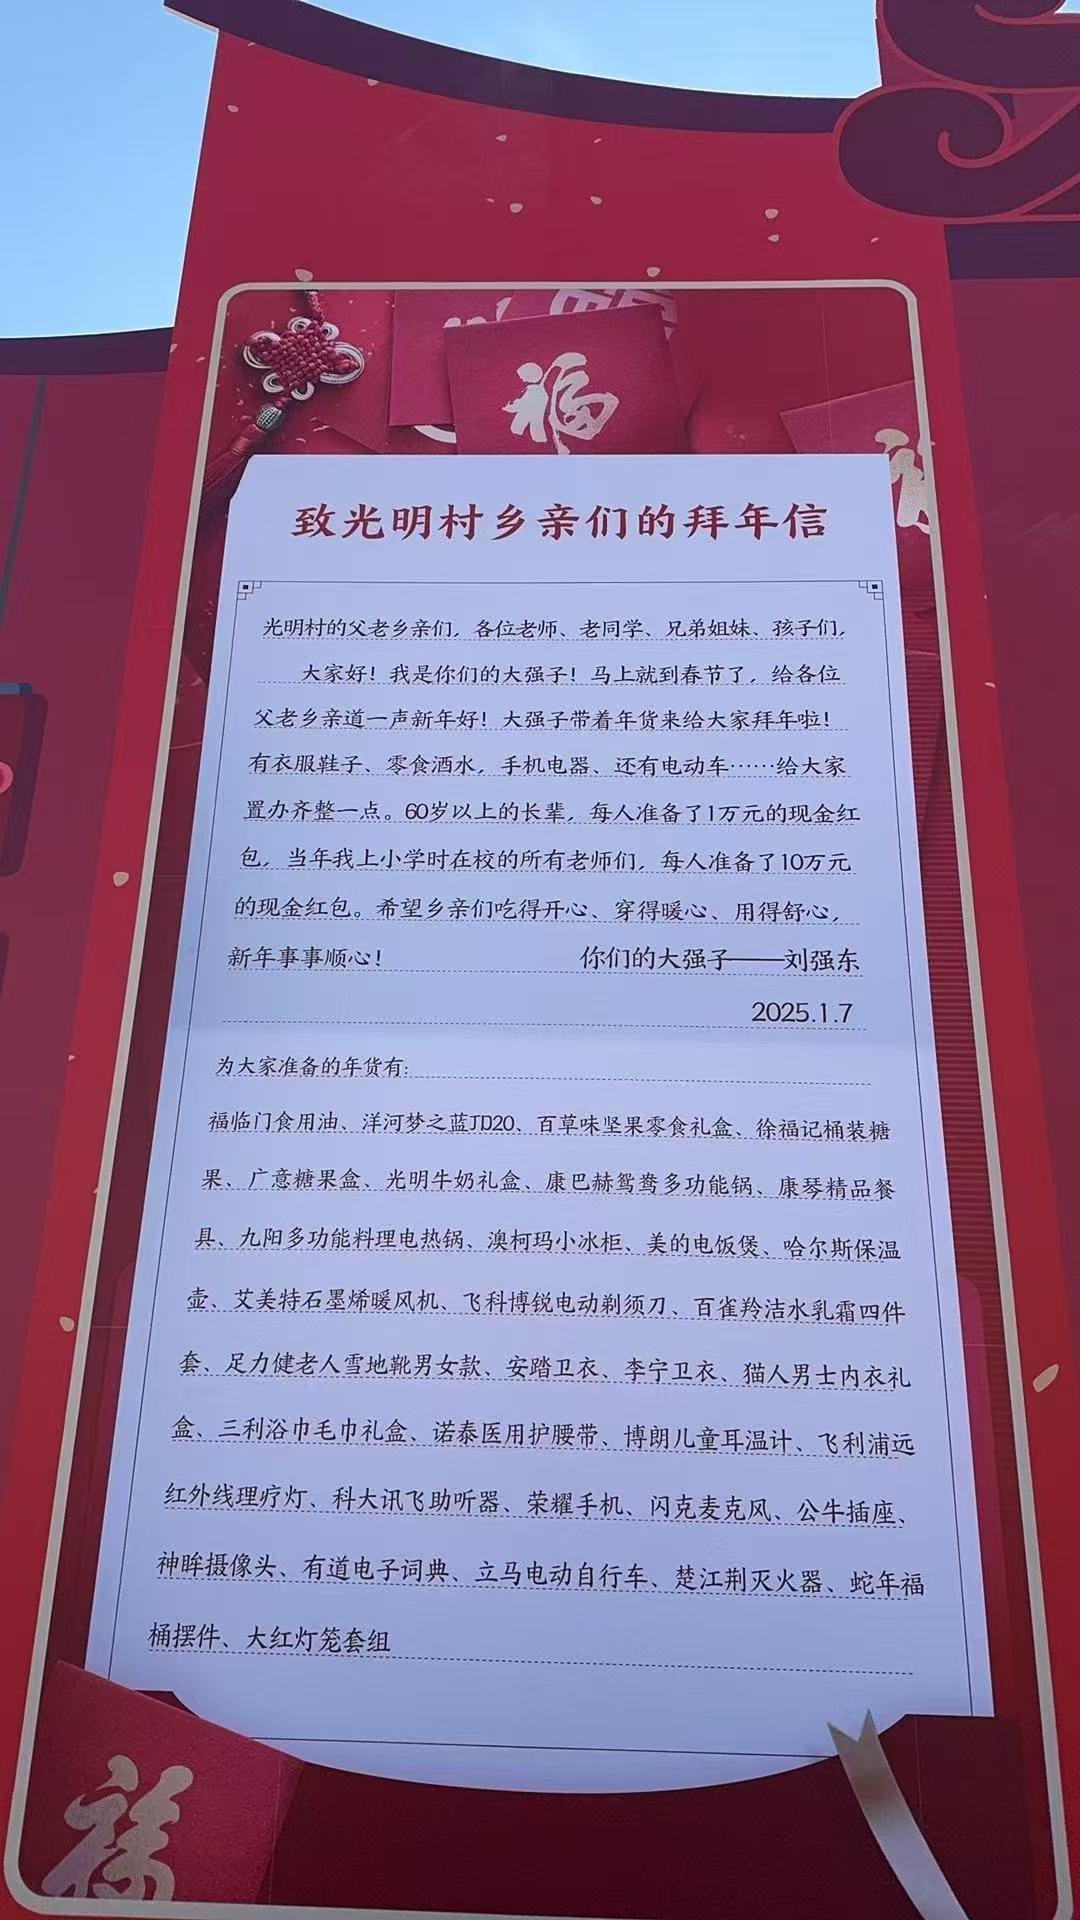 福
福
致光明村乡亲们的拜年信
光明村的父老乡亲们，各位老师、老同学、兄弟姐妹、孩子们，
大家好！我是你们的大强子！马上就到春节了，给各位
父老乡亲道一声新年好！大强子带着年货来给大家拜年啦！
有衣服鞋子、零食酒水，手机电器、还有电动车……给大家
置办齐整一点。60岁以上的长辈，每人准备了1万元的现金红
包，当年我上小学时在校的所有老师们，每人准备了10万元
的现金红包。希望乡亲们吃得开心、穿得暖心、用得舒心，
新年事事顺心！ 你们的大强子——刘强东
2025.1.7
为大家准备的年货有:
福临门食用油、洋河梦之蓝JD20、百草味坚果零食礼盒、徐福记桶装糖
果、广意糖果盒、光明牛奶礼盒、康巴赫鸳鸯多功能锅、康琴精品餐
具、九阳多功能料理电热锅、澳柯玛小冰柜、美的电饭煲、哈尔斯保温
壶、艾美特石墨烯暖风机、飞科博锐电动剃须刀、百雀羚洁水乳霜四件
套、足力健老人雪地靴男女款、安踏卫衣、李宁卫衣、猫人男士内衣礼
盒、三利浴巾毛巾礼盒、诺泰医用护腰带、博朗儿童耳温计、飞利浦远
红外线理疗灯、科大讯飞助听器、荣耀手机、闪克麦克风、公牛插座、
神眸摄像头、有道电子词典、立马电动自行车、楚江荆灭火器、蛇年福
桶摆件、大红灯笼套组
福